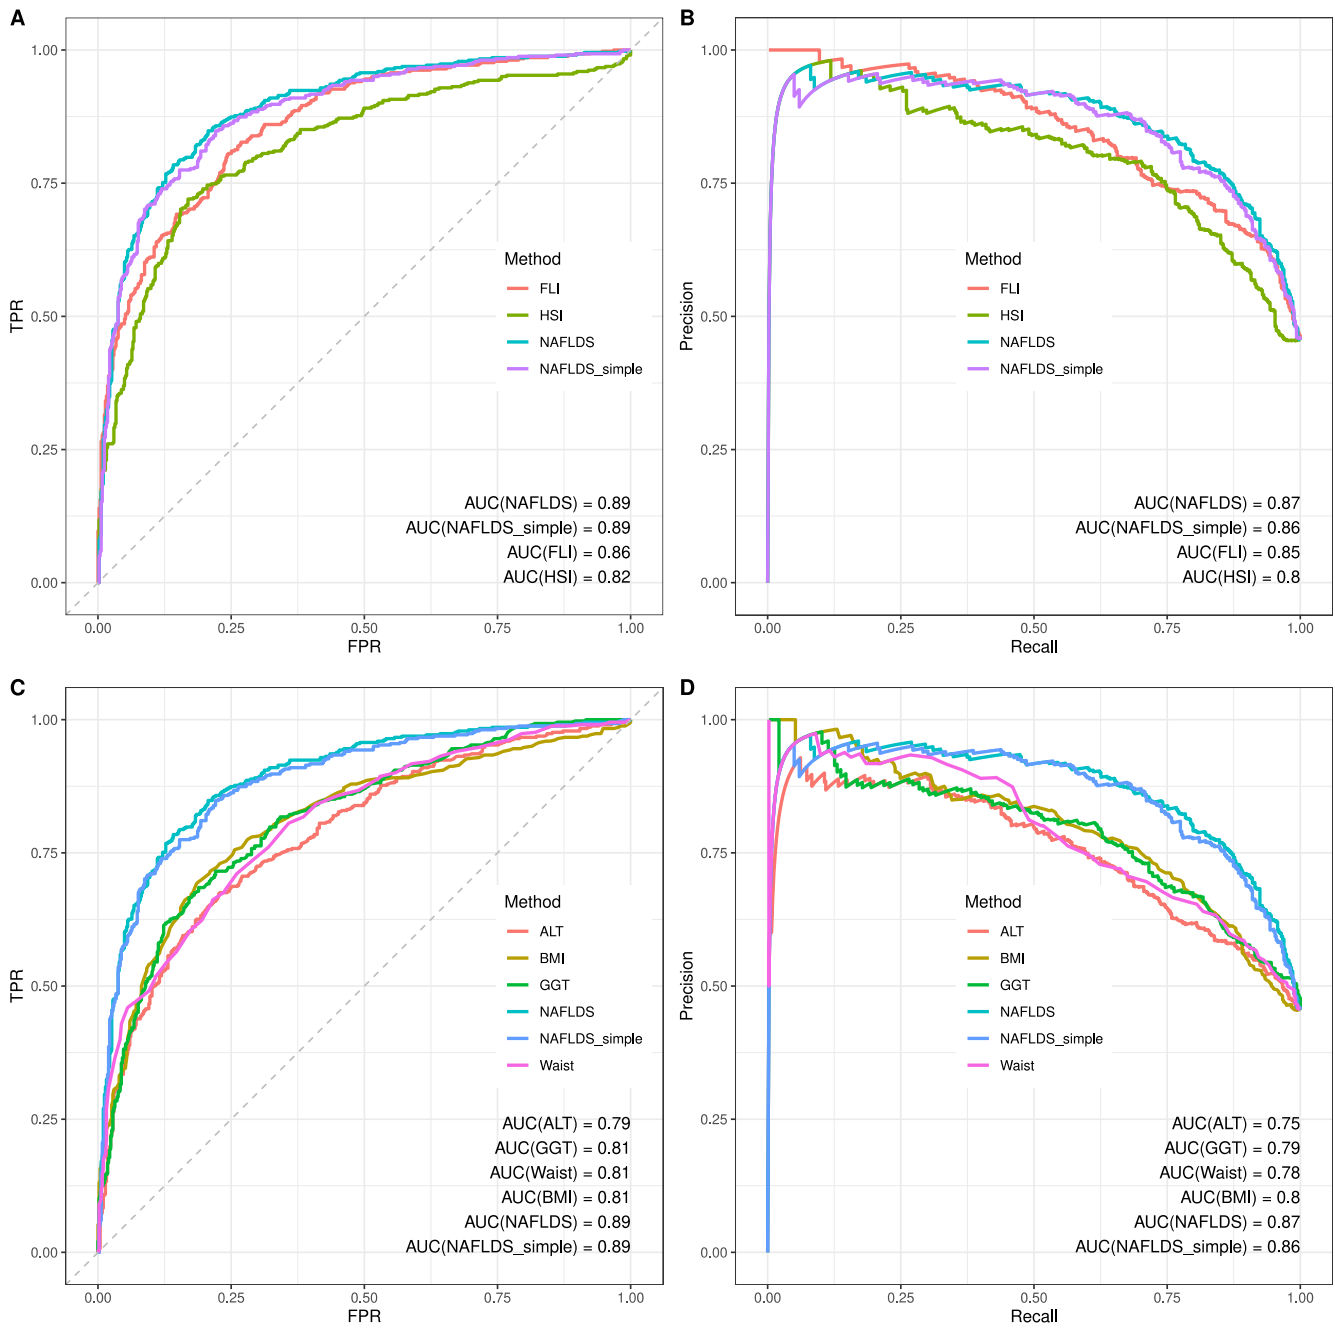 A
1.00
0.75
0.50
0.25
0.00
TPR
Method
FLI
HSI
NAFLDS
NAFLDS_simple
AUC(NAFLDS) = 0.89
AUC(NAFLDS_simple) = 0.89
AUC(FLI) = 0.86
AUC(HSI) = 0.82
0.00 0.25 0.50 0.75 1.00
FPR
B
1.00
0.75
0.50
0.25
0.00
Precision
Method
FLI
HSI
NAFLDS
NAFLDS_simple
AUC(NAFLDS) = 0.87
AUC(NAFLDS_simple) = 0.86
AUC(FLI) = 0.85
AUC(HSI) = 0.8
0.00 0.25 0.50 0.75 1.00
Recall
C
1.00
0.75
0.50
0.25
0.00
TPR
Method
ALT
BMI
GGT
NAFLDS
NAFLDS_simple
Waist
AUC(ALT) = 0.79
AUC(GGT) = 0.81
AUC(Waist) = 0.81
AUC(BMI) = 0.81
AUC(NAFLDS) = 0.89
AUC(NAFLDS_simple) = 0.89
0.00 0.25 0.50 0.75 1.00
FPR
D
1.00
0.75
0.50
0.25
0.00
Precision
Method
ALT
BMI
GGT
NAFLDS
NAFLDS_simple
Waist
AUC(ALT) = 0.75
AUC(GGT) = 0.79
AUC(Waist) = 0.78
AUC(BMI) = 0.8
AUC(NAFLDS) = 0.87
AUC(NAFLDS_simple) = 0.86
0.00 0.25 0.50 0.75 1.00
Recall